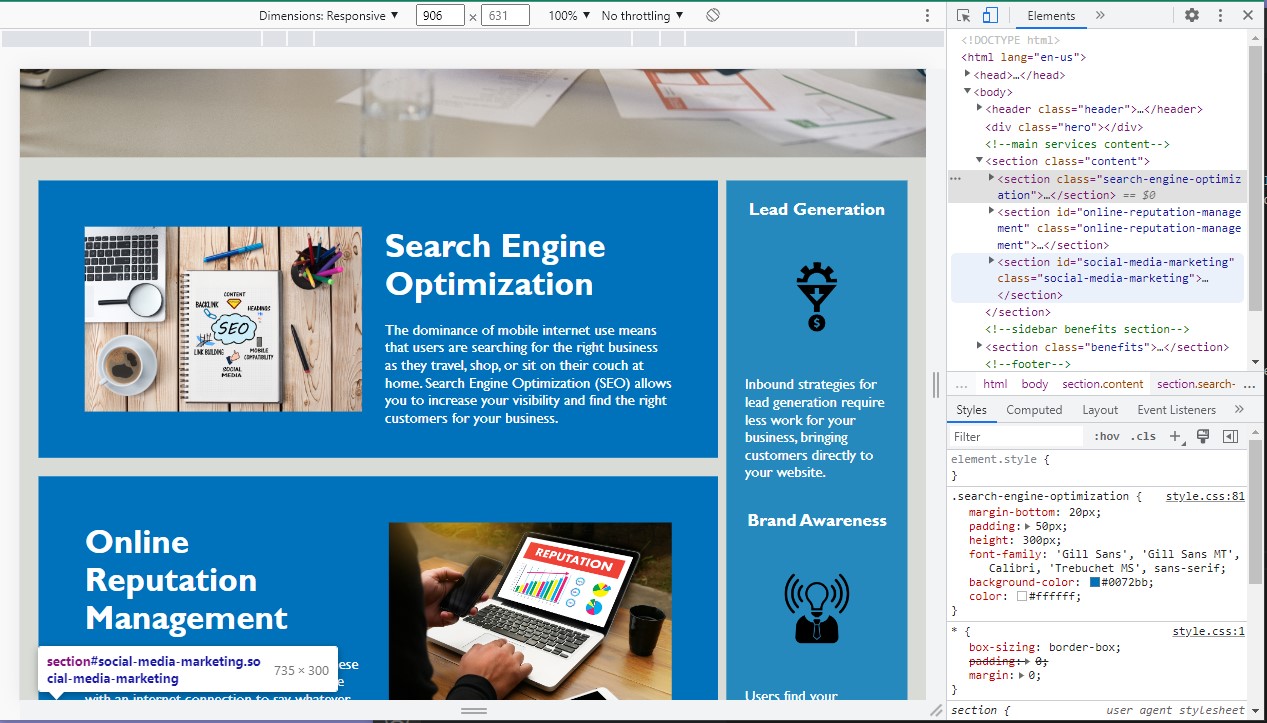 Dimensions: Responsive ▼ 906 × 631 100% ▼ No throttling ▼
Search Engine
Optimization
The dominance of mobile internet use means
that users are searching for the right business
as they travel, shop, or sit on their couch at
home. Search Engine Optimization (SEO) allows
you to increase your visibility and find the right
customers for your business.
CONTENT
BACKLINK
HEADINGS
SEO
LINK BUILDING
MOBILE
COMPATIBILITY
SOCIAL
MEDIA
Online
Reputation
Management
ese
e
with an internet connection to say whatever
REPUTATION
section#social-media-marketing.so
cial-media-marketing
735 × 300
Lead Generation
$
Inbound strategies for
lead generation require
less work for your
business, bringing
customers directly to
your website.
Brand Awareness
Users find your
Elements »
<!DOCTYPE html>
<html lang="en-us">
<head>…</head>
<body>
<header class="header">…</header>
<div class="hero"></div>
<!--main services content-->
<section class="content">
… <section class="search-engine-optimiz
ation">…</section> == $0
<section id="online-reputation-manage
ment" class="online-reputation-manage
ment">…</section>
<section id="social-media-marketing"
class="social-media-marketing">…
</section>
</section>
<!--sidebar benefits section-->
<section class="benefits">…</section>
<!--footer-->
… html body section.content section.search- …
Styles Computed Layout Event Listeners »
Filter :hov .cls +
element.style {
}
.search-engine-optimization { style.css:81
margin-bottom: 20px;
padding: ▶ 50px;
height: 300px;
font-family: 'Gill Sans', 'Gill Sans MT',
Calibri, 'Trebuchet MS', sans-serif;
background-color: #0072bb;
color: #ffffff;
}
* { style.css:1
box-sizing: border-box;
padding: ▶ 0;
margin: ▶ 0;
}
section { user agent stylesheet